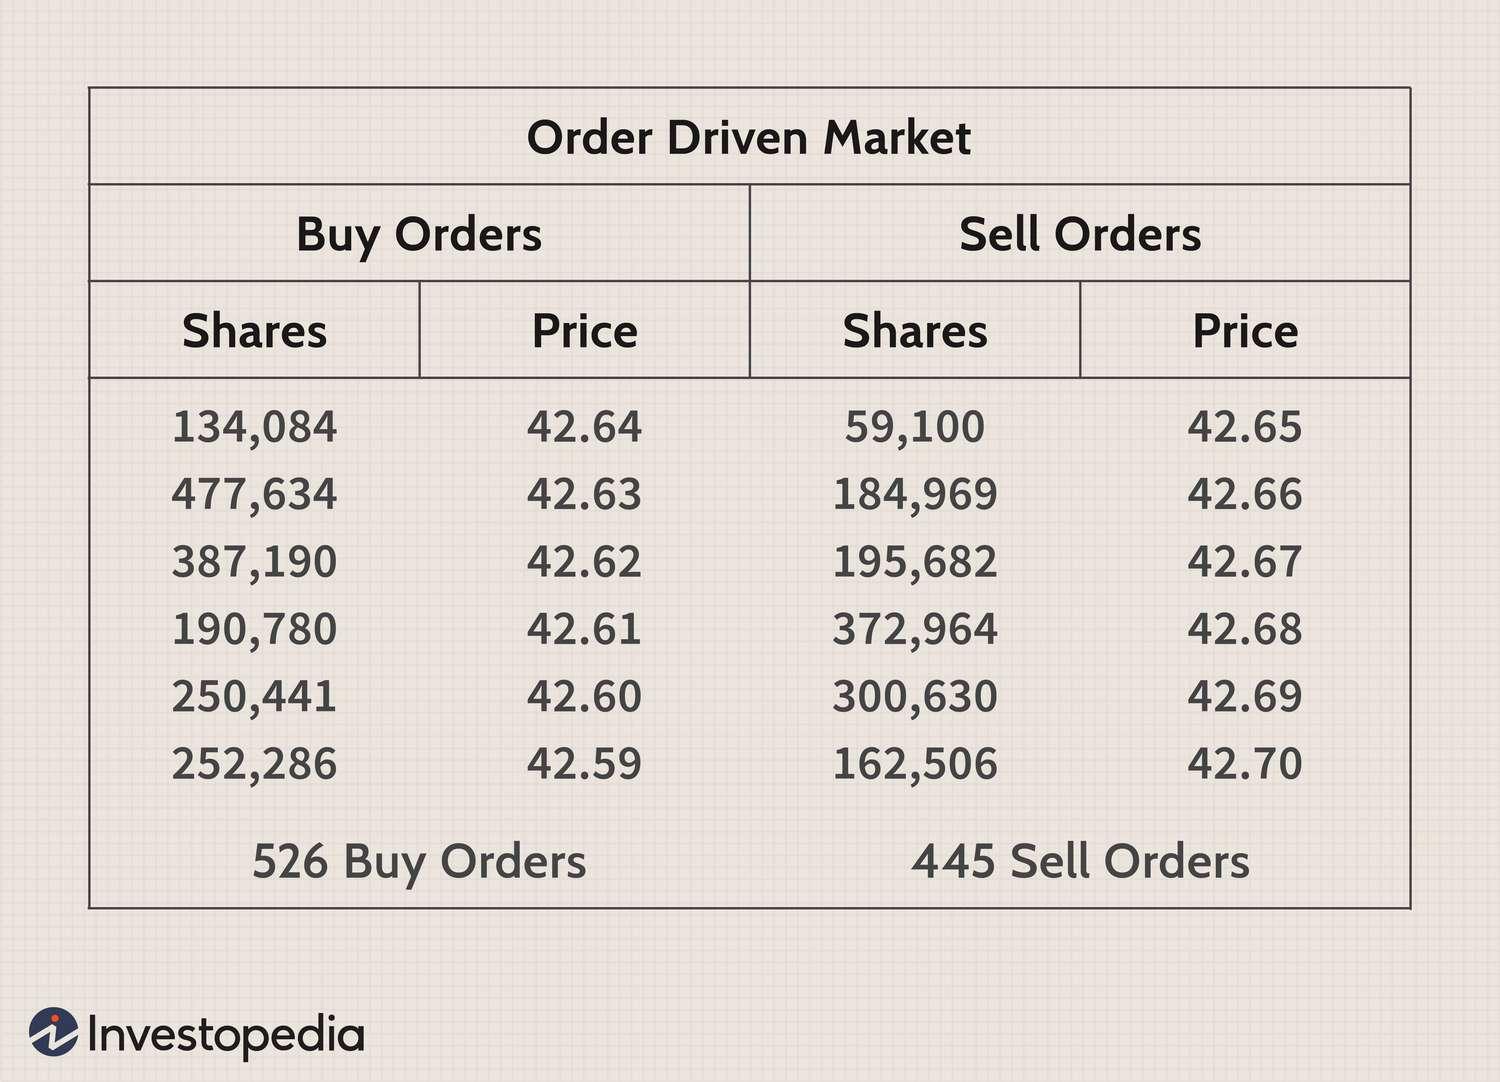 Order Driven Market
Buy Orders Sell Orders
Shares Price Shares Price
134,084 42.64 59,100 42.65
477,634 42.63 184,969 42.66
387,190 42.62 195,682 42.67
190,780 42.61 372,964 42.68
250,441 42.60 300,630 42.69
252,286 42.59 162,506 42.70
526 Buy Orders 445 Sell Orders
Investopedia